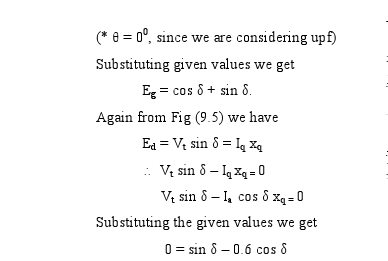 (* θ = 0⁰, since we are considering upf)
Substituting given values we get
E_g = cos δ + sin δ.
Again from Fig (9.5) we have
E_d = V_t sin δ = I_q x_q
∴ V_t sin δ – I_q x_q = 0
V_t sin δ – I_a cos δ x_q = 0
Substituting the given values we get
0 = sin δ – 0.6 cos δ